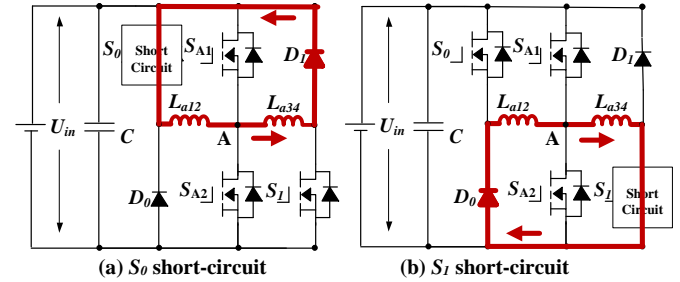 S0 Short Circuit SA1 D1
La12 La34
Uin C A
D0 SA2 S1
(a) S0 short-circuit
S0 SA1 D1
La12 La34
Uin C A
D0 SA2 S1 Short Circuit
(b) S1 short-circuit